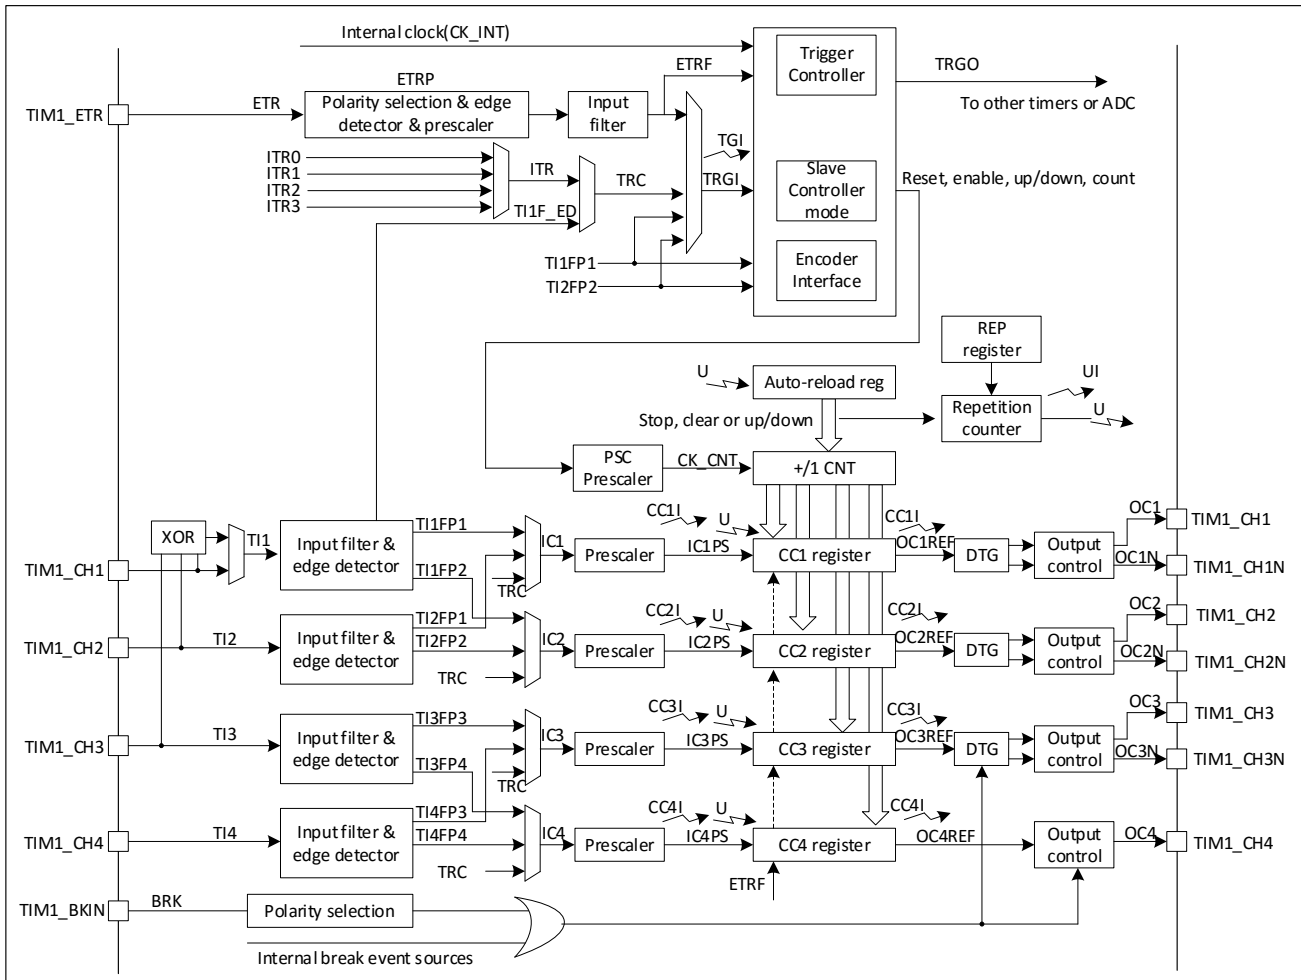 Internal clock(CK_INT)
Trigger
Controller
ETRF
TRGO
ETRP
TIM1_ETR
ETR
Polarity selection & edge
detector & prescaler
Input
filter
To other timers or ADC
TGI
ITR0
ITR1
ITR2
ITR3
ITR
TRC
TRGI
Slave
Controller
mode
Reset, enable, up/down, count
TI1F_ED
TI1FP1
TI2FP2
Encoder
Interface
REP
register
U
Auto-reload reg
UI
Repetition
counter
U
Stop, clear or up/down
PSC
Prescaler
CK_CNT
+/1 CNT
XOR
TI1
Input filter &
edge detector
TI1FP1
TI1FP2
TRC
IC1
Prescaler
CC1I
U
IC1PS
CC1 register
CC1I
OC1REF
DTG
Output
control
OC1
OC1N
TIM1_CH1
TIM1_CH1N
TIM1_CH1
TIM1_CH2
TI2
Input filter &
edge detector
TI2FP1
TI2FP2
TRC
IC2
Prescaler
CC2I
U
IC2PS
CC2 register
CC2I
OC2REF
DTG
Output
control
OC2
OC2N
TIM1_CH2
TIM1_CH2N
TIM1_CH3
TI3
Input filter &
edge detector
TI3FP3
TI3FP4
TRC
IC3
Prescaler
CC3I
U
IC3PS
CC3 register
CC3I
OC3REF
DTG
Output
control
OC3
OC3N
TIM1_CH3
TIM1_CH3N
TIM1_CH4
TI4
Input filter &
edge detector
TI4FP3
TI4FP4
TRC
IC4
Prescaler
CC4I
U
IC4PS
CC4 register
CC4I
OC4REF
Output
control
OC4
TIM1_CH4
ETRF
TIM1_BKIN
BRK
Polarity selection
Internal break event sources